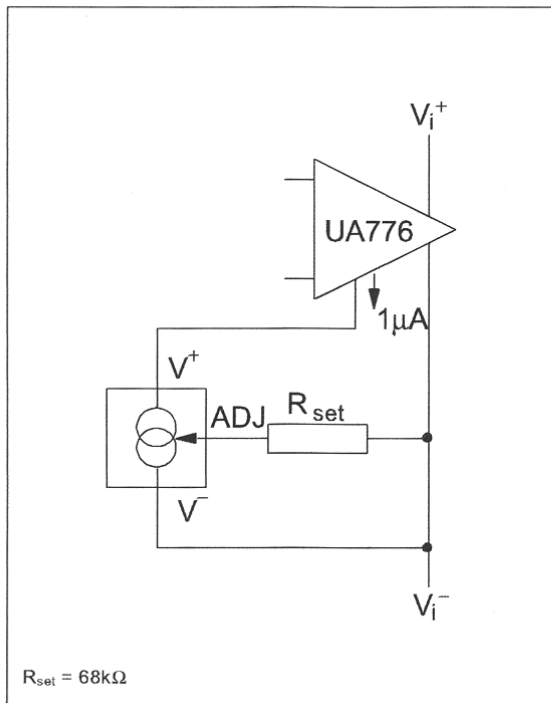 Vi+
UA776
1µA
V+
ADJ
Rset
V-
Vi-
Rset = 68kΩ